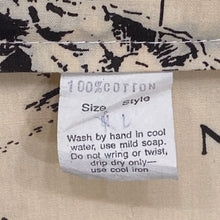 100% COTTON
Size Style
L
Wash by hand in cool
water, use mild soap.
Do not wring or twist,
drip dry only—
use cool iron